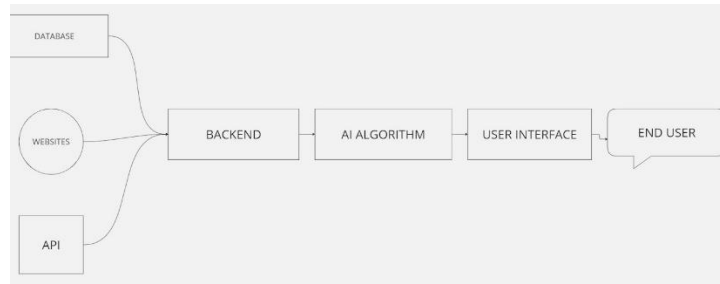 DATABASE
WEBSITES
API
BACKEND
AI ALGORITHM
USER INTERFACE
END USER